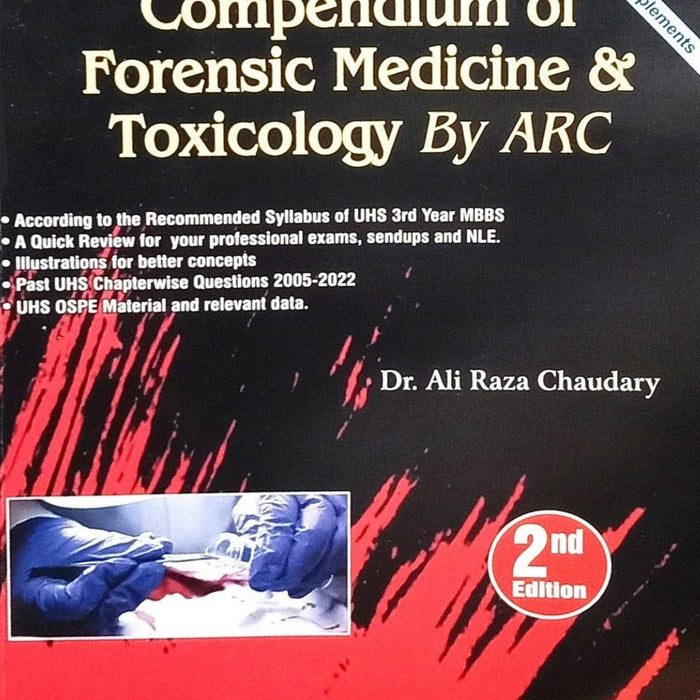 Compendium of
plements
Forensic Medicine &
Toxicology By ARC
• According to the Recommended Syllabus of UHS 3rd Year MBBS
• A Quick Review for your professional exams, sendups and NLE.
• Illustrations for better concepts
• Past UHS Chapterwise Questions 2005-2022
• UHS OSPE Material and relevant data.
Dr. Ali Raza Chaudary
2nd
Edition